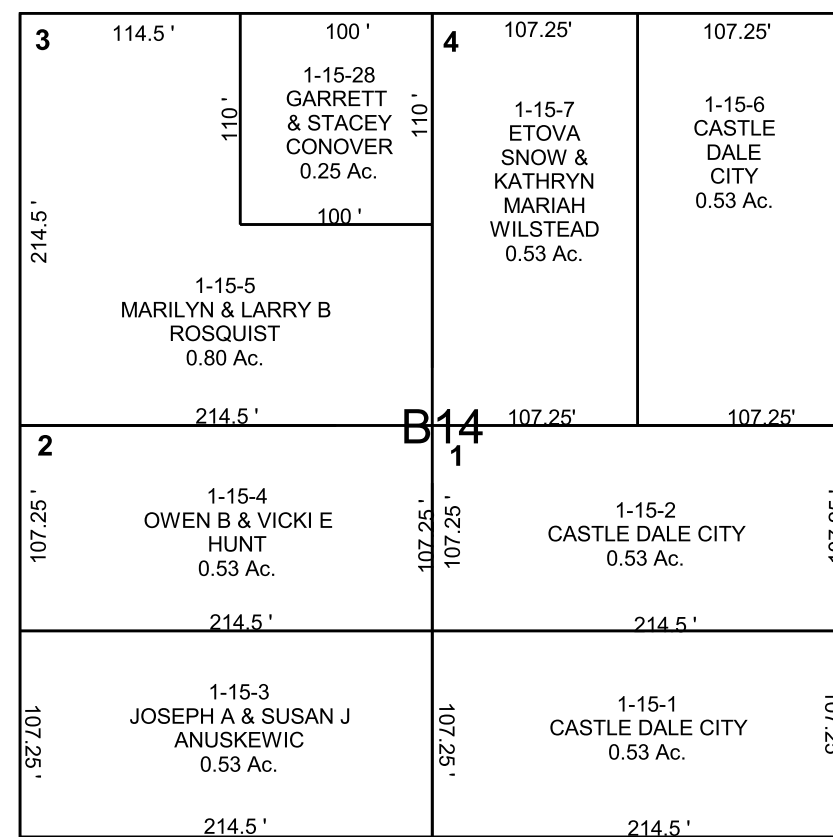 3
114.5 '
100 '
4
107.25'
107.25'
1-15-28
GARRETT
& STACEY
CONOVER
0.25 Ac.
110 '
110 '
100 '
1-15-7
ETOVA
SNOW &
KATHRYN
MARIAH
WILSTEAD
0.53 Ac.
1-15-6
CASTLE
DALE
CITY
0.53 Ac.
214.5 '
1-15-5
MARILYN & LARRY B
ROSQUIST
0.80 Ac.
214.5 '
B14
107.25'
107.25'
2
1
107.25 '
1-15-4
OWEN B & VICKI E
HUNT
0.53 Ac.
107.25 '
107.25 '
1-15-2
CASTLE DALE CITY
0.53 Ac.
107.25 '
214.5 '
214.5 '
107.25 '
1-15-3
JOSEPH A & SUSAN J
ANUSKEWIC
0.53 Ac.
107.25 '
1-15-1
CASTLE DALE CITY
0.53 Ac.
107.25
214.5 '
214.5 '